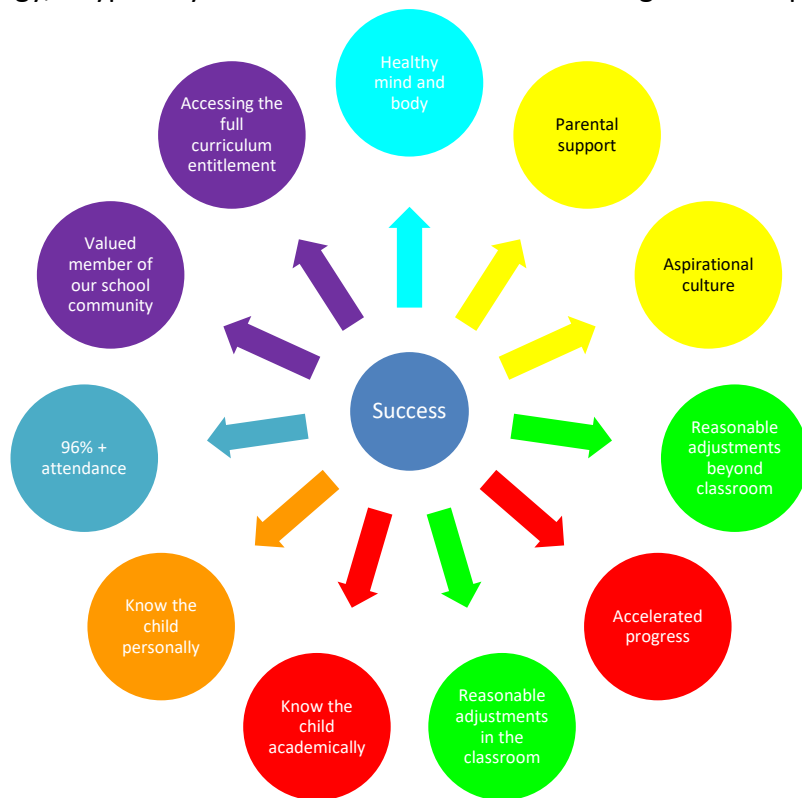 Healthy
mind and
body
Parental
support
Aspirational
culture
Reasonable
adjustments
beyond
classroom
Accelerated
progress
Reasonable
adjustments
in the
classroom
Know the
child
academically
Know the
child
personally
96% +
attendance
Valued
member of
our school
community
Accessing the
full
curriculum
entitlement
Success